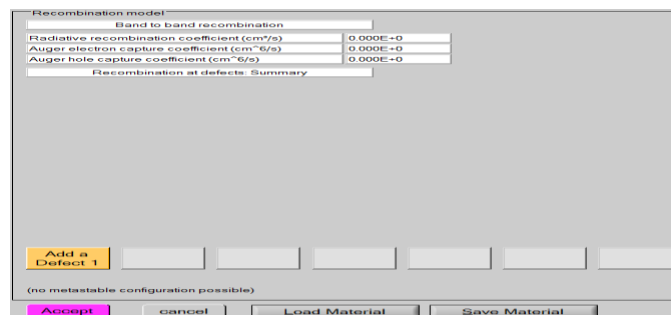 Recombination model
Band to band recombination
Radiative recombination coefficient (cm³/s) 0.000E+0
Auger electron capture coefficient (cm^6/s) 0.000E+0
Auger hole capture coefficient (cm^6/s) 0.000E+0
Recombination at defects: Summary
Add a
Defect 1
(no metastable configuration possible)
Accept cancel Load Material Save Material